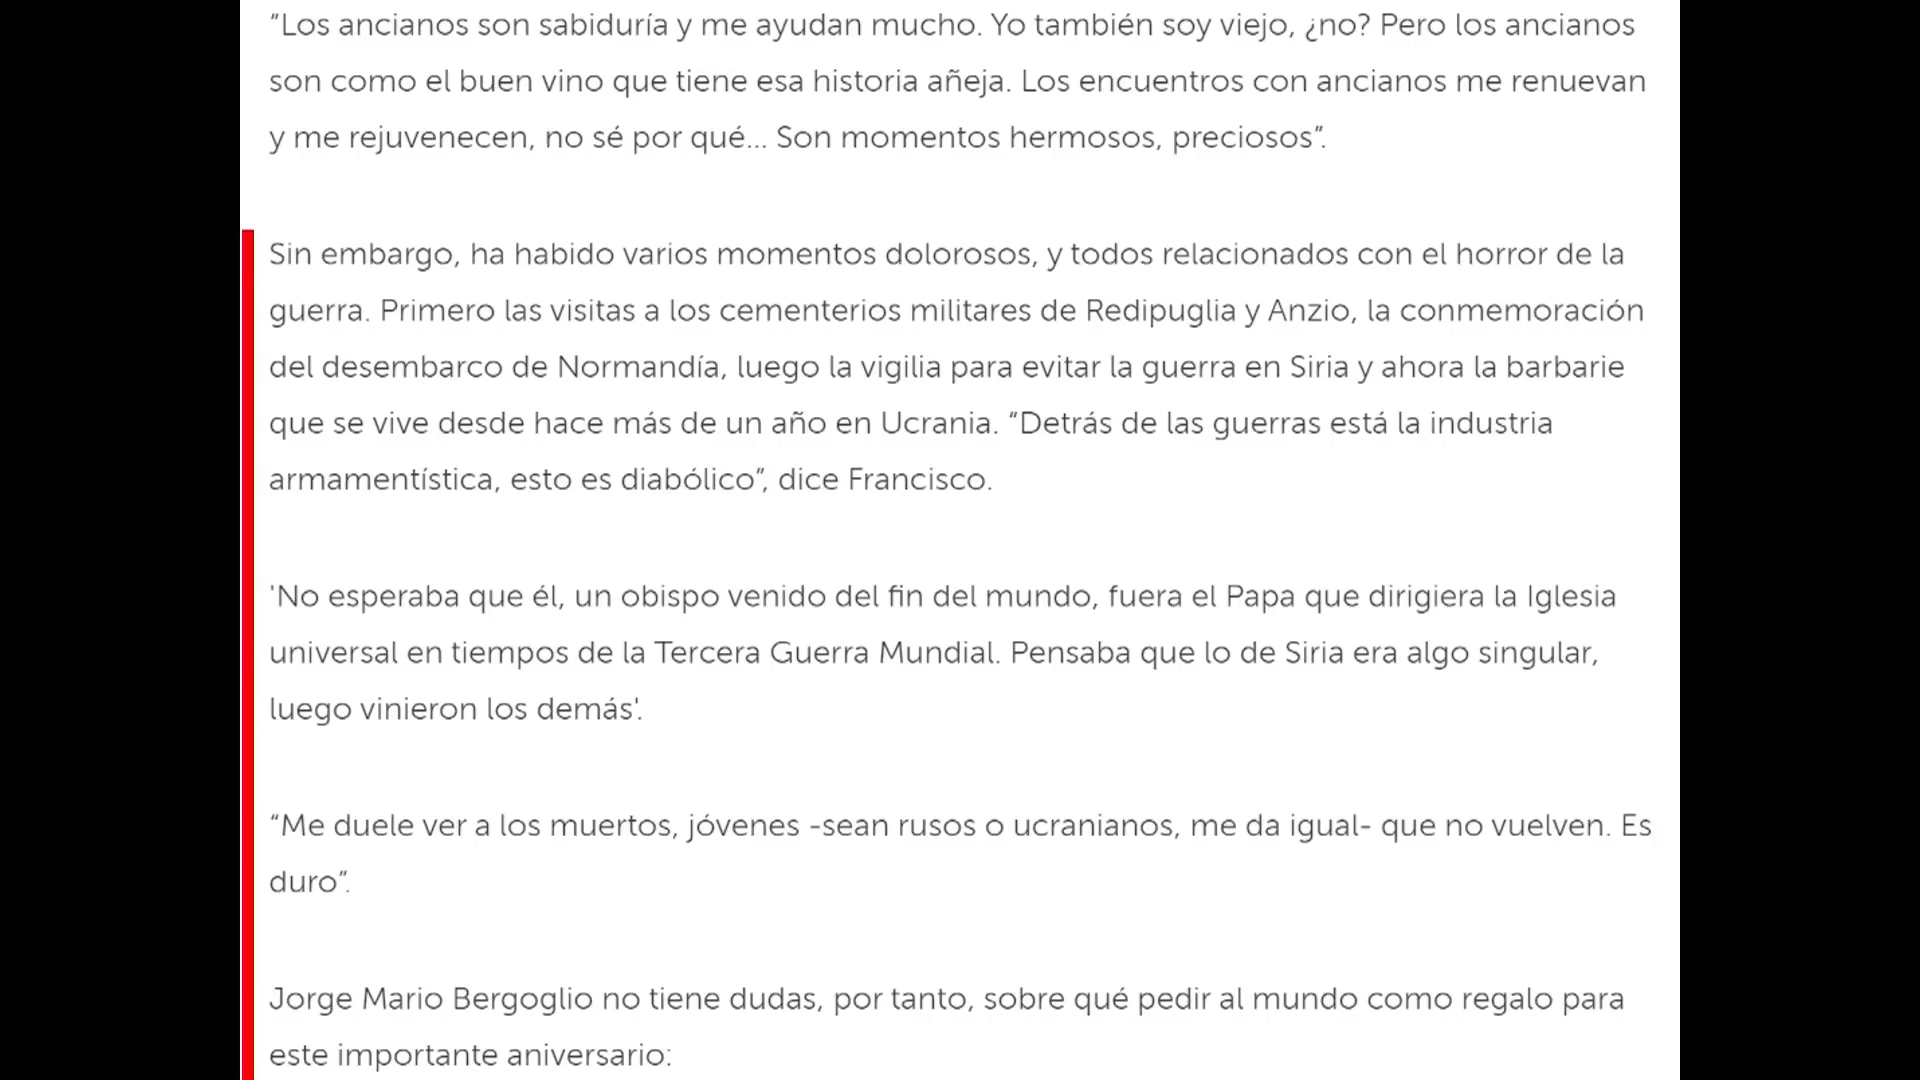 “Los ancianos son sabiduría y me ayudan mucho. Yo también soy viejo, ¿no? Pero los ancianos
son como el buen vino que tiene esa historia añeja. Los encuentros con ancianos me renuevan
y me rejuvenecen, no sé por qué... Son momentos hermosos, preciosos”.
Sin embargo, ha habido varios momentos dolorosos, y todos relacionados con el horror de la
guerra. Primero las visitas a los cementerios militares de Redipuglia y Anzio, la conmemoración
del desembarco de Normandía, luego la vigilia para evitar la guerra en Siria y ahora la barbarie
que se vive desde hace más de un año en Ucrania. “Detrás de las guerras está la industria
armamentística, esto es diabólico”, dice Francisco.
'No esperaba que él, un obispo venido del fin del mundo, fuera el Papa que dirigiera la Iglesia
universal en tiempos de la Tercera Guerra Mundial. Pensaba que lo de Siria era algo singular,
luego vinieron los demás'.
“Me duele ver a los muertos, jóvenes -sean rusos o ucranianos, me da igual- que no vuelven. Es
duro”.
Jorge Mario Bergoglio no tiene dudas, por tanto, sobre qué pedir al mundo como regalo para
este importante aniversario: